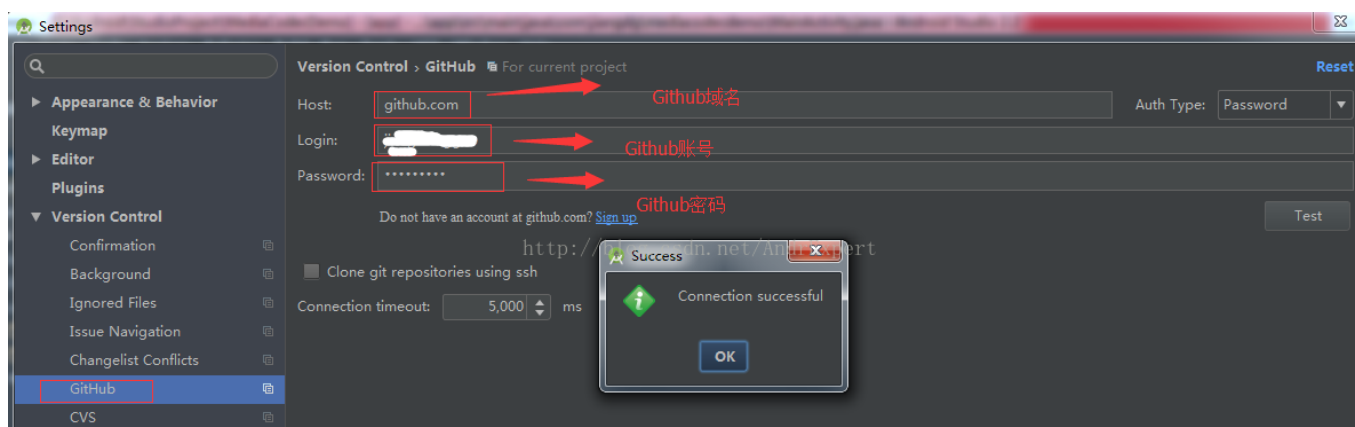 Settings
Version Control › GitHub For current project
Reset
Host: github.com
Github域名
Auth Type: Password
Login:
Github账号
Password: •••••••••
Github密码
Do not have an account at github.com? Sign up
Test
Clone git repositories using ssh
Connection timeout: 5,000 ms
Success
Connection successful
OK
Appearance & Behavior
Keymap
Editor
Plugins
Version Control
Confirmation
Background
Ignored Files
Issue Navigation
Changelist Conflicts
GitHub
CVS